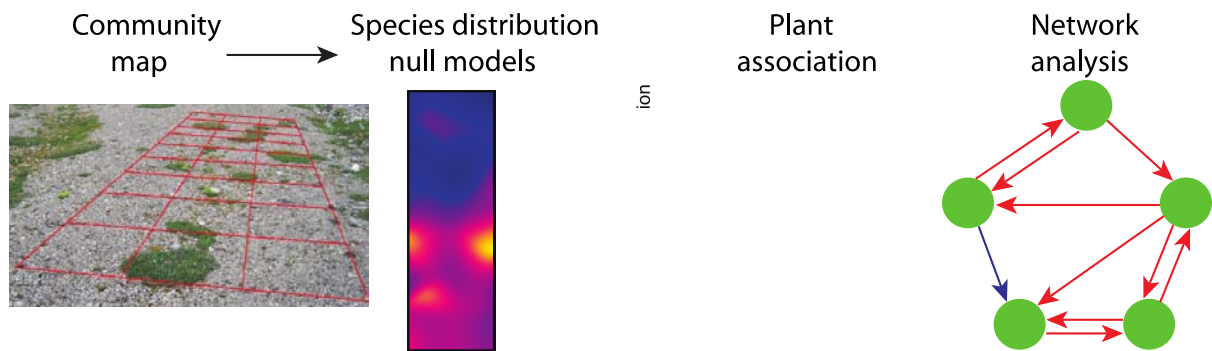 Community
map
Species distribution
null models
ion
Plant
association
Network
analysis